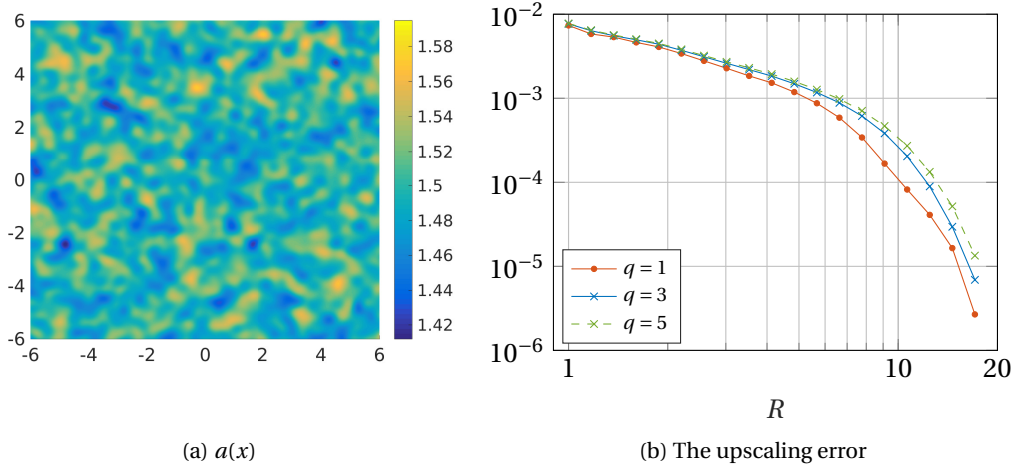 6
4
2
0
-2
-4
-6
-6 -4 -2 0 2 4 6
1.58
1.56
1.54
1.52
1.5
1.48
1.46
1.44
1.42
(a) a(x)
10⁻²
10⁻³
10⁻⁴
10⁻⁵
10⁻⁶
q = 1
q = 3
q = 5
1 10 20
R
(b) The upscaling error